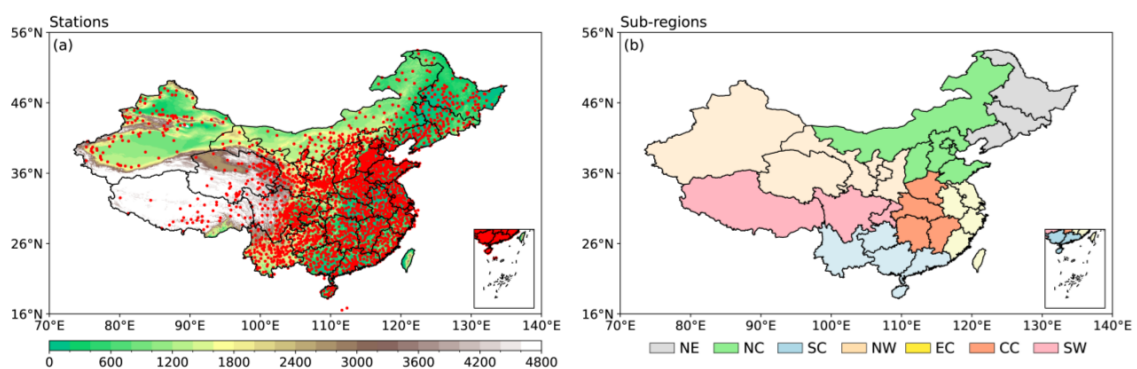 Stations
Sub-regions
(a)
(b)
56°N
46°N
36°N
26°N
16°N
70°E 80°E 90°E 100°E 110°E 120°E 130°E 140°E
0 600 1200 1800 2400 3000 3600 4200 4800
56°N
46°N
36°N
26°N
16°N
70°E 80°E 90°E 100°E 110°E 120°E 130°E 140°E
NE NC SC NW EC CC SW